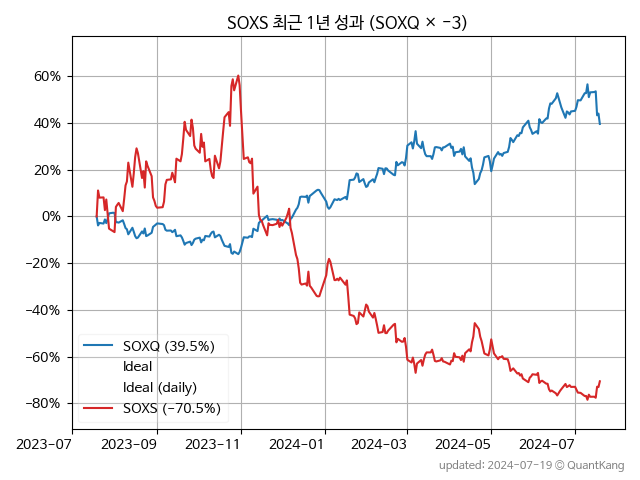 SOXS 최근 1년 성과 (SOXQ × −3)
60%
40%
20%
0%
−20%
−40%
−60%
−80%
SOXQ (39.5%)
Ideal
Ideal (daily)
SOXS (−70.5%)
2023-07 2023-09 2023-11 2024-01 2024-03 2024-05 2024-07
updated: 2024-07-19 © QuantKang